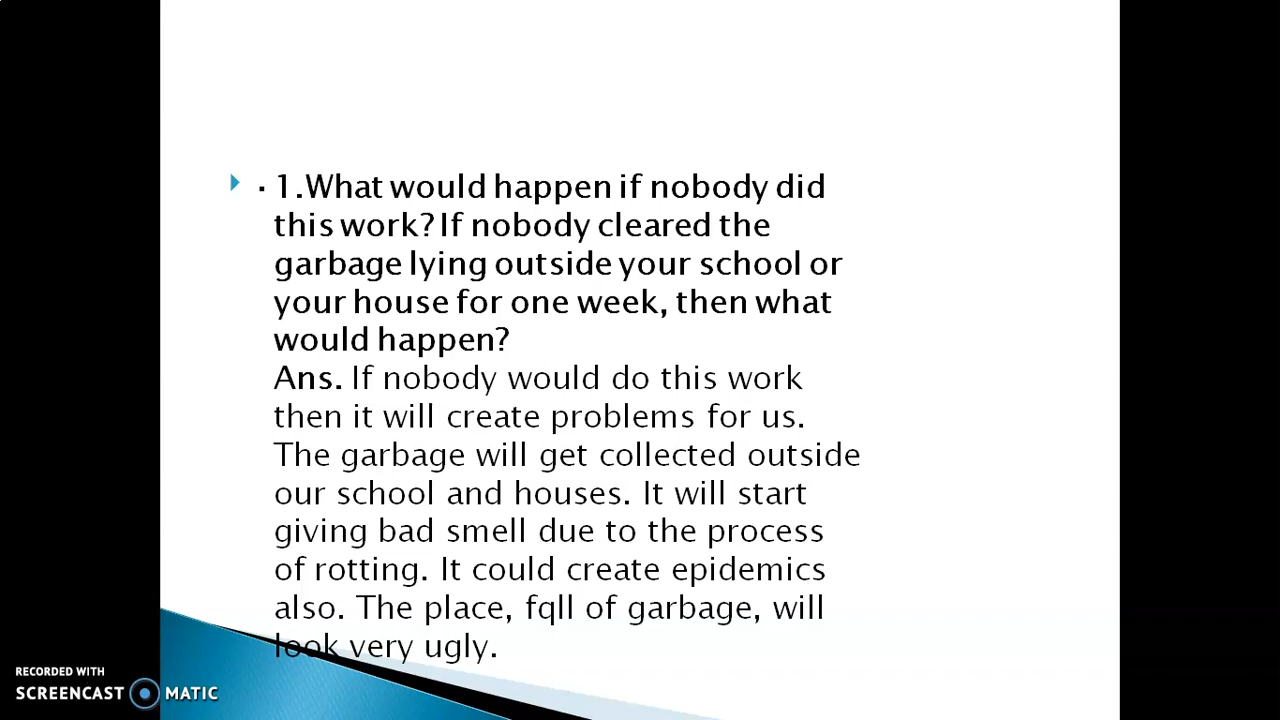 · 1.What would happen if nobody did
this work? If nobody cleared the
garbage lying outside your school or
your house for one week, then what
would happen?
Ans. If nobody would do this work
then it will create problems for us.
The garbage will get collected outside
our school and houses. It will start
giving bad smell due to the process
of rotting. It could create epidemics
also. The place, fqll of garbage, will
look very ugly.
RECORDED WITH
SCREENCAST MATIC